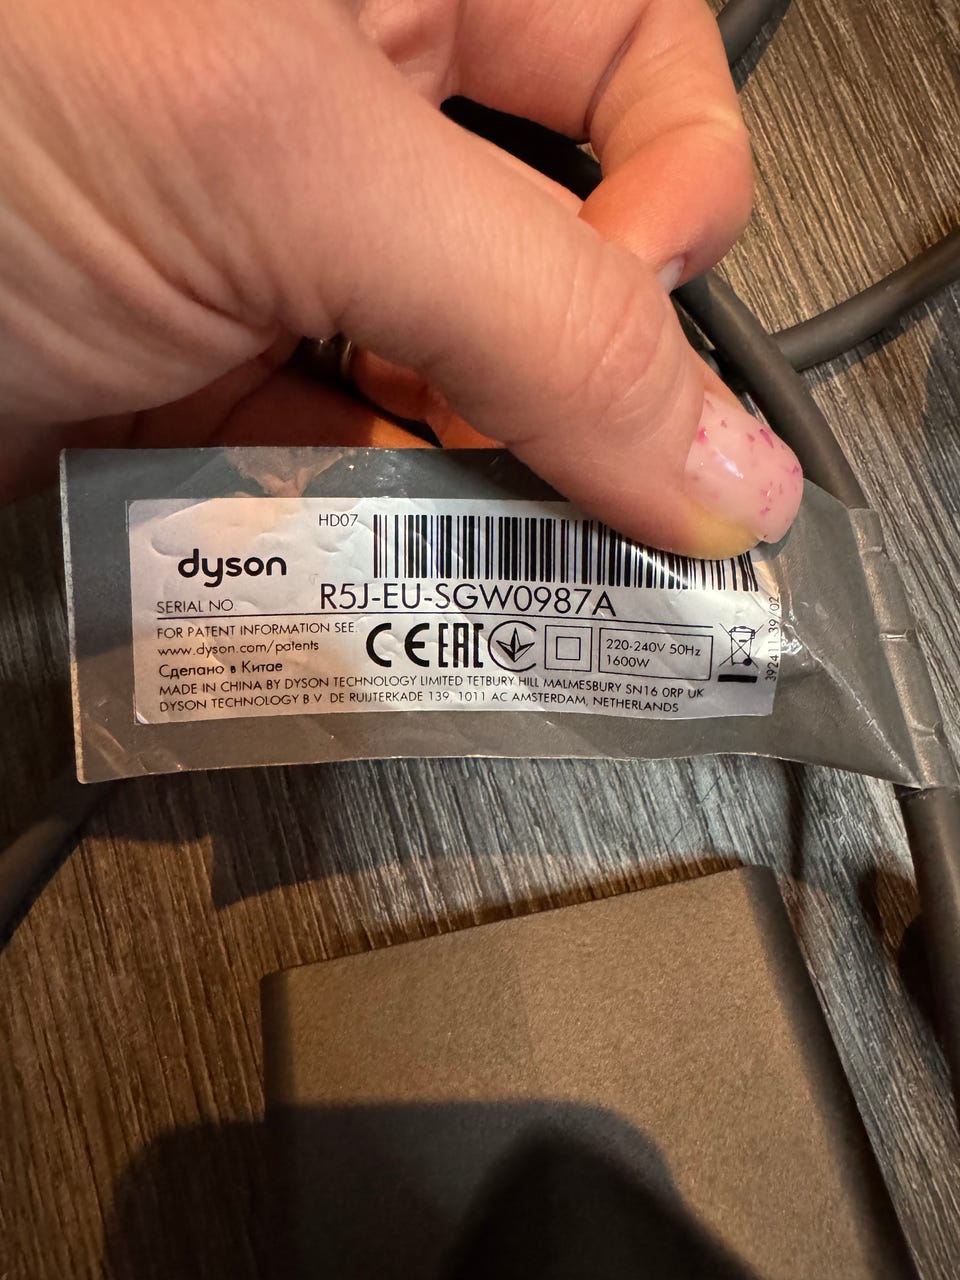 HD07
dyson
R5J-EU-SGW0987A
SERIAL NO.
FOR PATENT INFORMATION SEE:
www.dyson.com/patents
Сделано в Китае
CE EAC
220-240V 50Hz
1600W
MADE IN CHINA BY DYSON TECHNOLOGY LIMITED TETBURY HILL MALMESBURY SN16 0RP UK
DYSON TECHNOLOGY B V DE RUIJTERKADE 139, 1011 AC AMSTERDAM, NETHERLANDS
392411-39/02